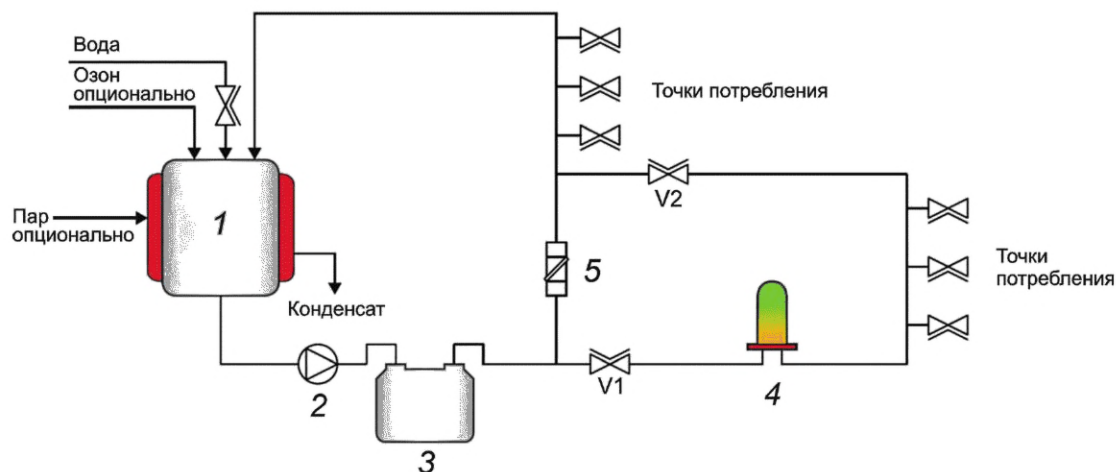 Вода
Озон
опционально
Точки потребления
1
Пар
опционально
V2
5
Точки
потребления
Конденсат
V1
2
4
3